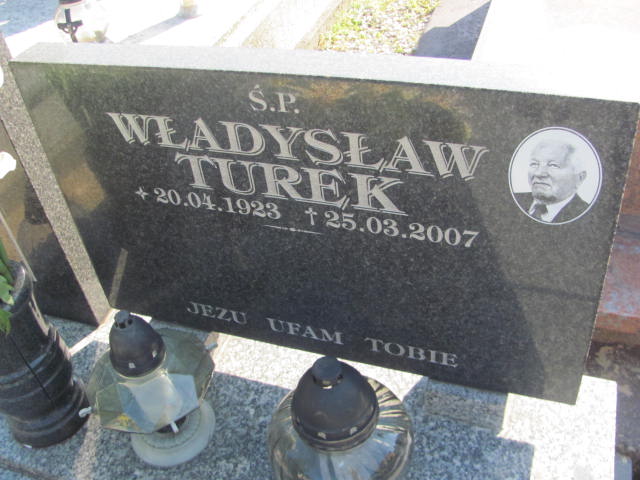 Ś.P.
WŁADYSŁAW
TUREK
20.04.1923 † 25.03.2007
JEZU UFAM TOBIE